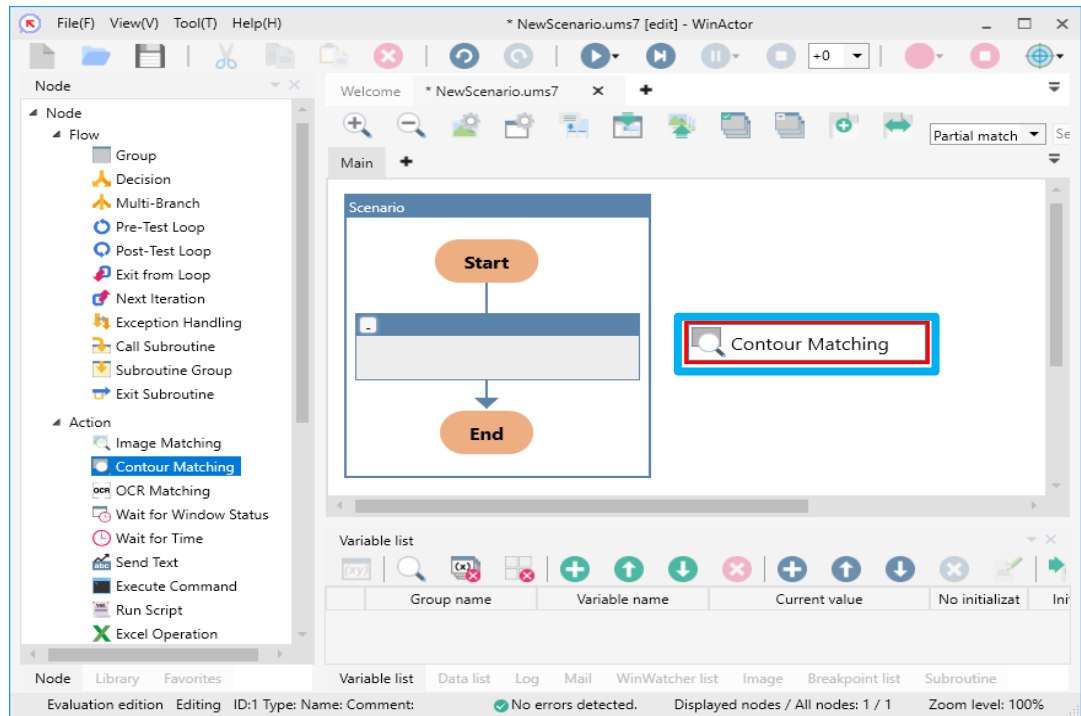 File(F) View(V) Tool(T) Help(H) * NewScenario.ums7 [edit] - WinActor
+0
Node
Welcome * NewScenario.ums7
Node
Flow
Group
Decision
Multi-Branch
Pre-Test Loop
Post-Test Loop
Exit from Loop
Next Iteration
Exception Handling
Call Subroutine
Subroutine Group
Exit Subroutine
Action
Image Matching
Contour Matching
OCR OCR Matching
Wait for Window Status
Wait for Time
abc Send Text
Execute Command
Run Script
Excel Operation
Node Library Favorites
Partial match Se
Main
Scenario
Start
Contour Matching
End
Variable list
Group name Variable name Current value No initializat Ini
Variable list Data list Log Mail WinWatcher list Image Breakpoint list Subroutine
Evaluation edition Editing ID:1 Type: Name: Comment: No errors detected. Displayed nodes / All nodes: 1 / 1 Zoom level: 100%